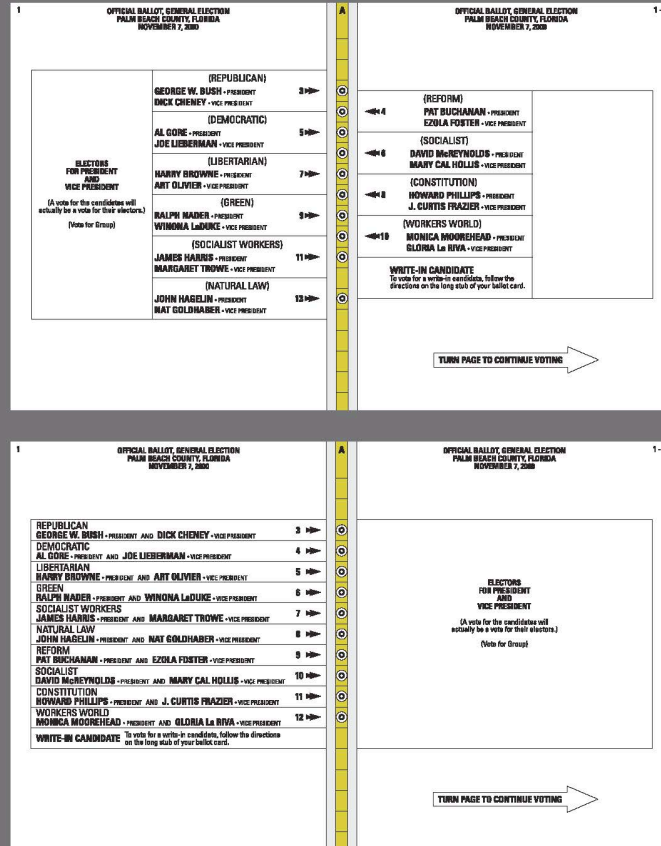 1
OFFICIAL BALLOT, GENERAL ELECTION
PALM BEACH COUNTY, FLORIDA
NOVEMBER 7, 2000
(REPUBLICAN)
GEORGE W. BUSH - PRESIDENT
DICK CHENEY - VICE PRESIDENT
3
(DEMOCRATIC)
AL GORE - PRESIDENT
JOE LIEBERMAN - VICE PRESIDENT
5
(LIBERTARIAN)
HARRY BROWNE - PRESIDENT
ART OLIVIER - VICE PRESIDENT
7
(GREEN)
RALPH NADER - PRESIDENT
WINONA LaDUKE - VICE PRESIDENT
9
(SOCIALIST WORKERS)
JAMES HARRIS - PRESIDENT
MARGARET TROWE - VICE PRESIDENT
11
(NATURAL LAW)
JOHN HAGELIN - PRESIDENT
NAT GOLDHABER - VICE PRESIDENT
13
ELECTORS
FOR PRESIDENT
AND
VICE PRESIDENT
(A vote for the candidates will
actually be a vote for their electors.)
(Vote for Group)
A
OFFICIAL BALLOT, GENERAL ELECTION
PALM BEACH COUNTY, FLORIDA
NOVEMBER 7, 2000
1-
(REFORM)
4 PAT BUCHANAN - PRESIDENT
EZOLA FOSTER - VICE PRESIDENT
(SOCIALIST)
6 DAVID McREYNOLDS - PRESIDENT
MARY CAL HOLLIS - VICE PRESIDENT
(CONSTITUTION)
8 HOWARD PHILLIPS - PRESIDENT
J. CURTIS FRAZIER - VICE PRESIDENT
(WORKERS WORLD)
10 MONICA MOOREHEAD - PRESIDENT
GLORIA La RIVA - VICE PRESIDENT
WRITE-IN CANDIDATE
To vote for a write-in candidate, follow the
directions on the long stub of your ballot card.
TURN PAGE TO CONTINUE VOTING
1
OFFICIAL BALLOT, GENERAL ELECTION
PALM BEACH COUNTY, FLORIDA
NOVEMBER 7, 2000
REPUBLICAN
GEORGE W. BUSH - PRESIDENT AND DICK CHENEY - VICE PRESIDENT 3
DEMOCRATIC
AL GORE - PRESIDENT AND JOE LIEBERMAN - VICE PRESIDENT 4
LIBERTARIAN
HARRY BROWNE - PRESIDENT AND ART OLIVIER - VICE PRESIDENT 5
GREEN
RALPH NADER - PRESIDENT AND WINONA LaDUKE - VICE PRESIDENT 6
SOCIALIST WORKERS
JAMES HARRIS - PRESIDENT AND MARGARET TROWE - VICE PRESIDENT 7
NATURAL LAW
JOHN HAGELIN - PRESIDENT AND NAT GOLDHABER - VICE PRESIDENT 8
REFORM
PAT BUCHANAN - PRESIDENT AND EZOLA FOSTER - VICE PRESIDENT 9
SOCIALIST
DAVID McREYNOLDS - PRESIDENT AND MARY CAL HOLLIS - VICE PRESIDENT 10
CONSTITUTION
HOWARD PHILLIPS - PRESIDENT AND J. CURTIS FRAZIER - VICE PRESIDENT 11
WORKERS WORLD
MONICA MOOREHEAD - PRESIDENT AND GLORIA La RIVA - VICE PRESIDENT 12
WRITE-IN CANDIDATE To vote for a write-in candidate, follow the directions
on the long stub of your ballot card.
A
OFFICIAL BALLOT, GENERAL ELECTION
PALM BEACH COUNTY, FLORIDA
NOVEMBER 7, 2000
1-
ELECTORS
FOR PRESIDENT
AND
VICE PRESIDENT
(A vote for the candidates will
actually be a vote for their electors.)
(Vote for Group)
TURN PAGE TO CONTINUE VOTING